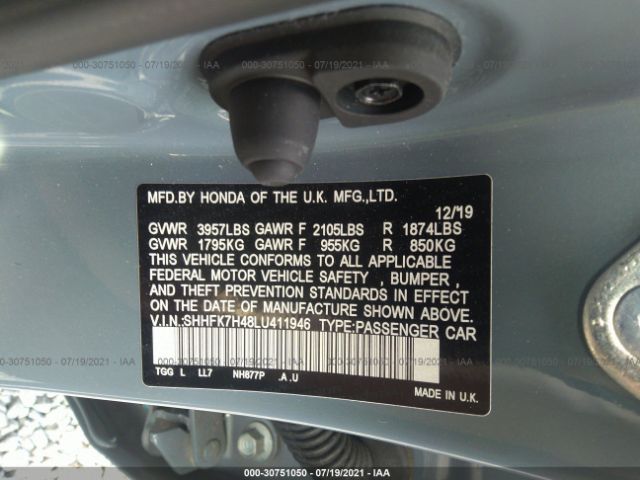 000-30751050 - 07/19/2021 - IAA
MFD.BY HONDA OF THE U.K. MFG.,LTD.
12/19
GVWR 3957LBS GAWR F 2105LBS R 1874LBS
GVWR 1795KG GAWR F 955KG R 850KG
THIS VEHICLE CONFORMS TO ALL APPLICABLE
FEDERAL MOTOR VEHICLE SAFETY , BUMPER ,
AND THEFT PREVENTION STANDARDS IN EFFECT
ON THE DATE OF MANUFACTURE SHOWN ABOVE.
V.I.N.:SHHFK7H48LU411946 TYPE:PASSENGER CAR
TGG L LL7 NH877P .A.U
MADE IN U.K.
000-30751050 - 07/19/2021 - IAA